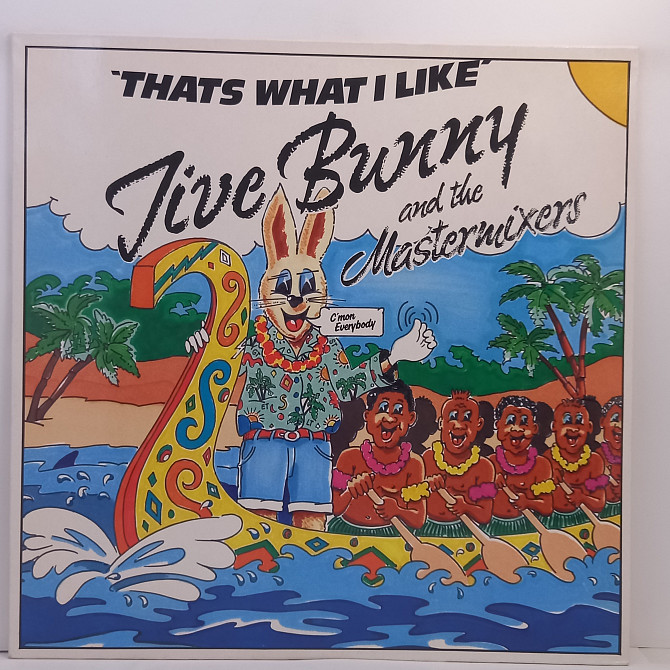 "THATS WHAT I LIKE"
Jive Bunny
and the
Mastermixers
C'mon
Everybody